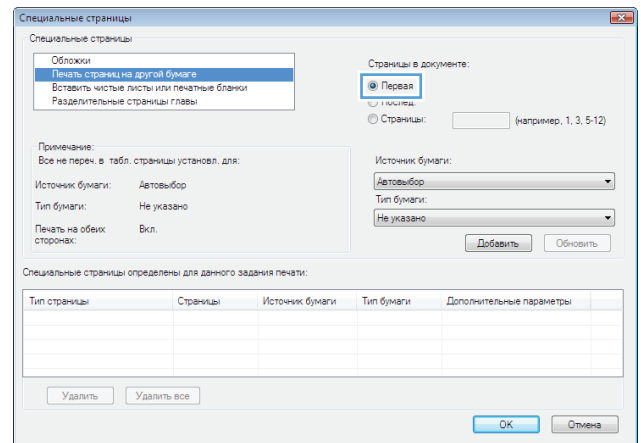 Специальные страницы
Специальные страницы
Обложки
Печать страниц на другой бумаге
Вставить чистые листы или печатные бланки
Разделительные страницы главы
Страницы в документе:
Первая
Послед.
Страницы:
(например, 1, 3, 5-12)
Примечание:
Все не переч. в табл. страницы установл. для:
Источник бумаги: Автовыбор
Тип бумаги: Не указано
Печать на обеих сторонах: Вкл.
Источник бумаги:
Автовыбор
Тип бумаги:
Не указано
Добавить Обновить
Специальные страницы определены для данного задания печати:
Тип страницы Страницы Источник бумаги Тип бумаги Дополнительные параметры
Удалить Удалить все
OK Отмена